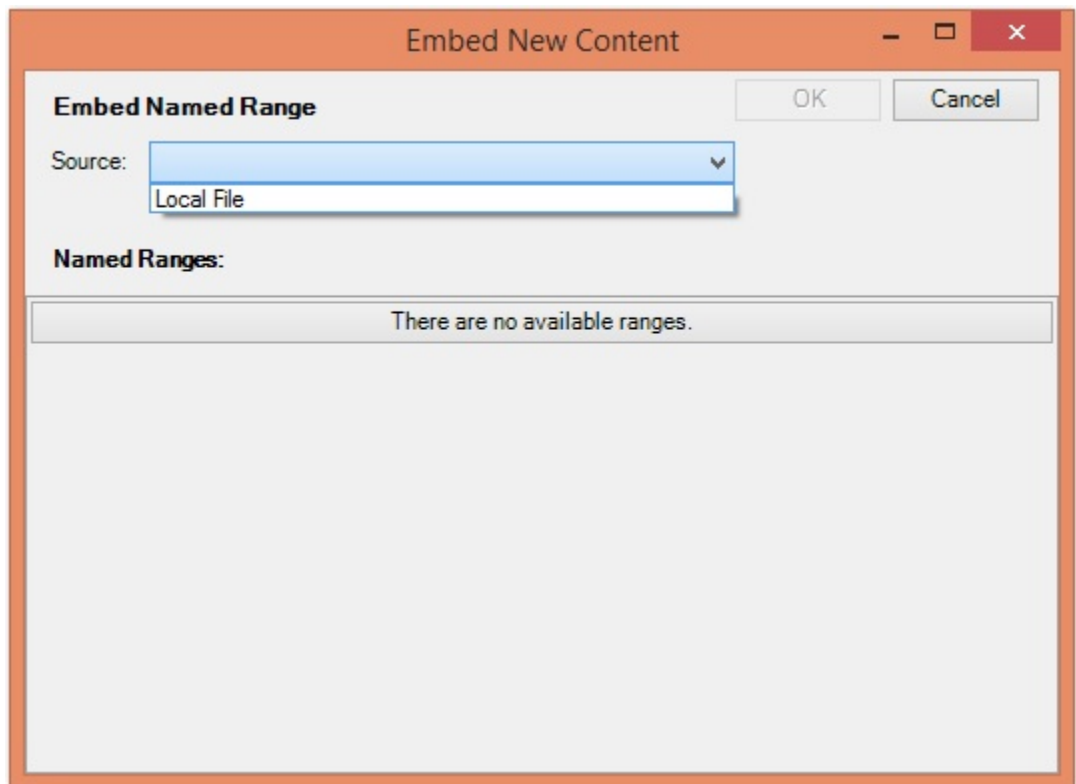 Embed New Content
Embed Named Range
OK
Cancel
Source:
Local File
Named Ranges:
There are no available ranges.